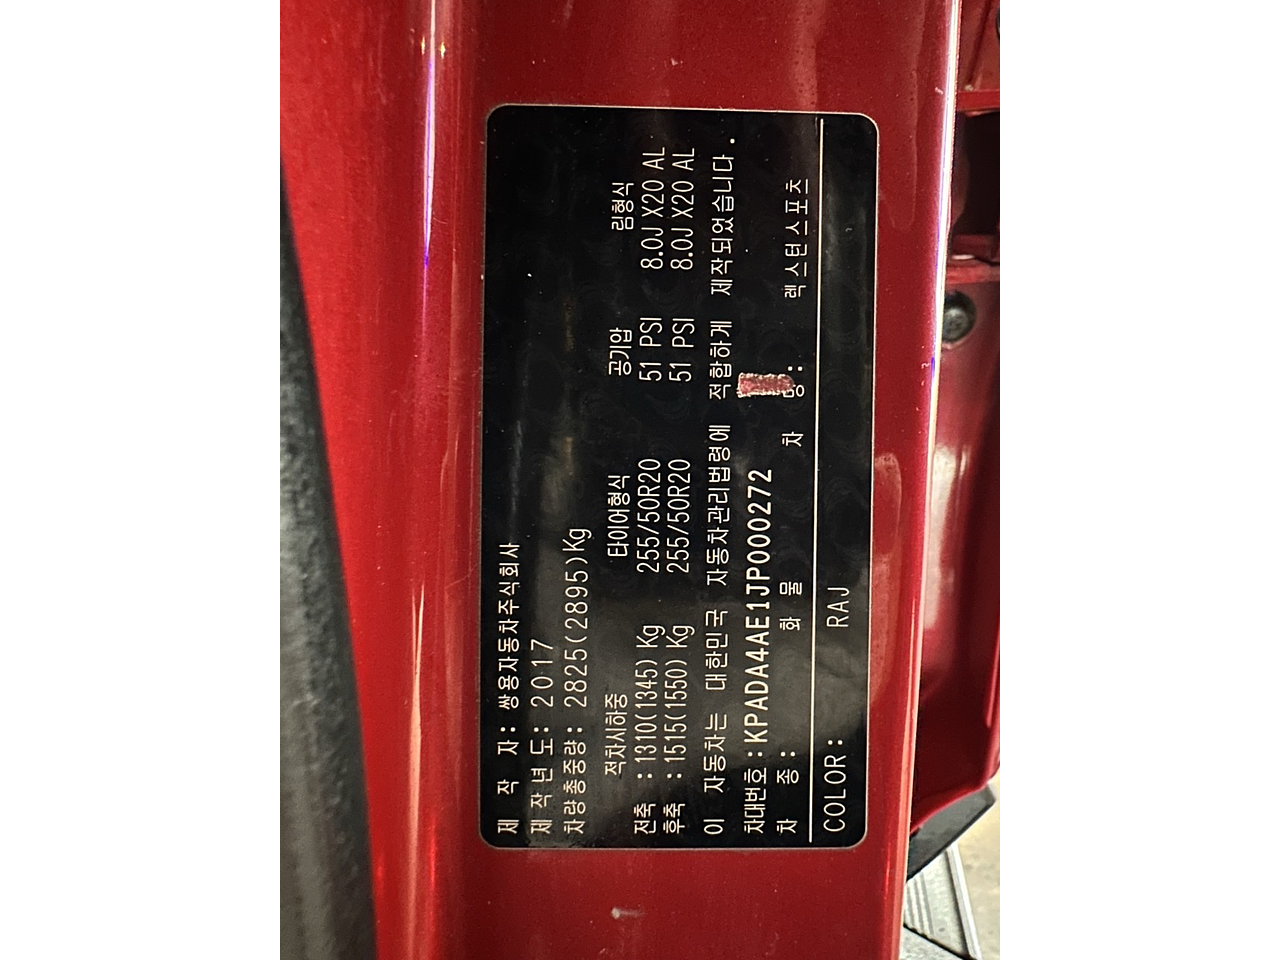 제 작 자: 쌍용자동차주식회사
제 작 년 도: 2017
차량총중량: 2825(2895)Kg
적차시하중 타이어형식 공기압 림형식
전축 :1310(1345) Kg 255/50R20 51 PSI 8.0J X20 AL
후축 :1515(1550) Kg 255/50R20 51 PSI 8.0J X20 AL
이 자동차는 대한민국 자동차관리법령에 적합하게 제작되었습니다.
차대번호:KPADA4AE1JP000272
차 종: 화 물 차 명: 렉스턴스포츠
COLOR: RAJ